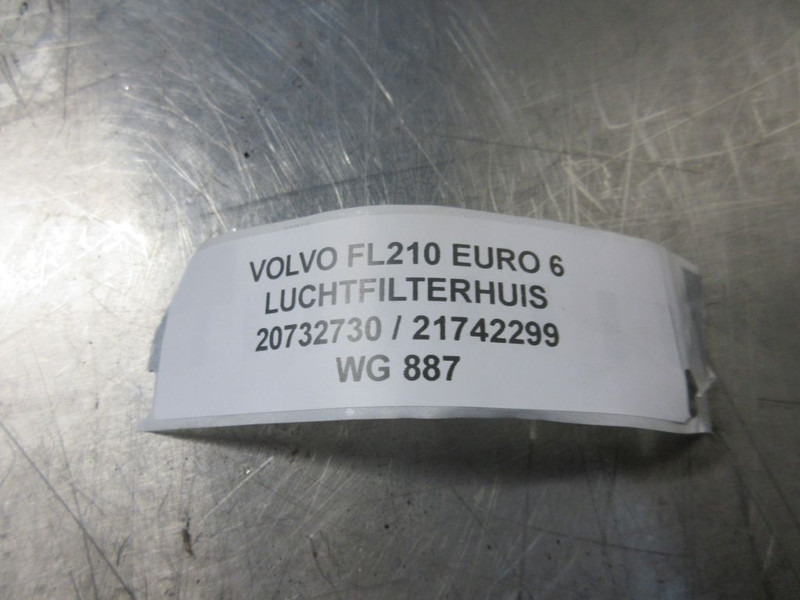 VOLVO FL210 EURO 6
LUCHTFILTERHUIS
20732730 / 21742299
WG 887